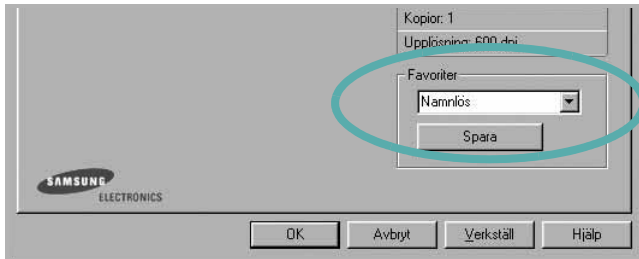 Kopior: 1
Upplösning: 600 dpi
Favoriter
Namnlös
Spara
SAMSUNG
ELECTRONICS
OK Avbryt Verkställ Hjälp